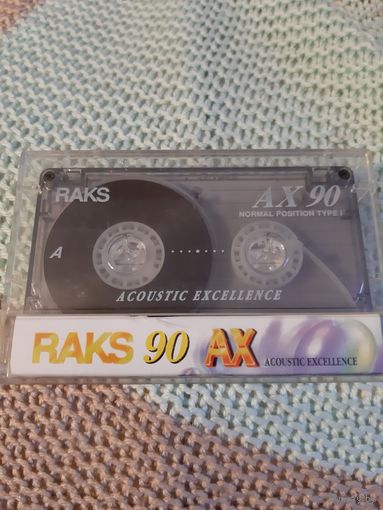 RAKS
AX 90
NORMAL POSITION TYPE I
A
ACOUSTIC EXCELLENCE
RAKS 90 AX ACOUSTIC EXCELLENCE